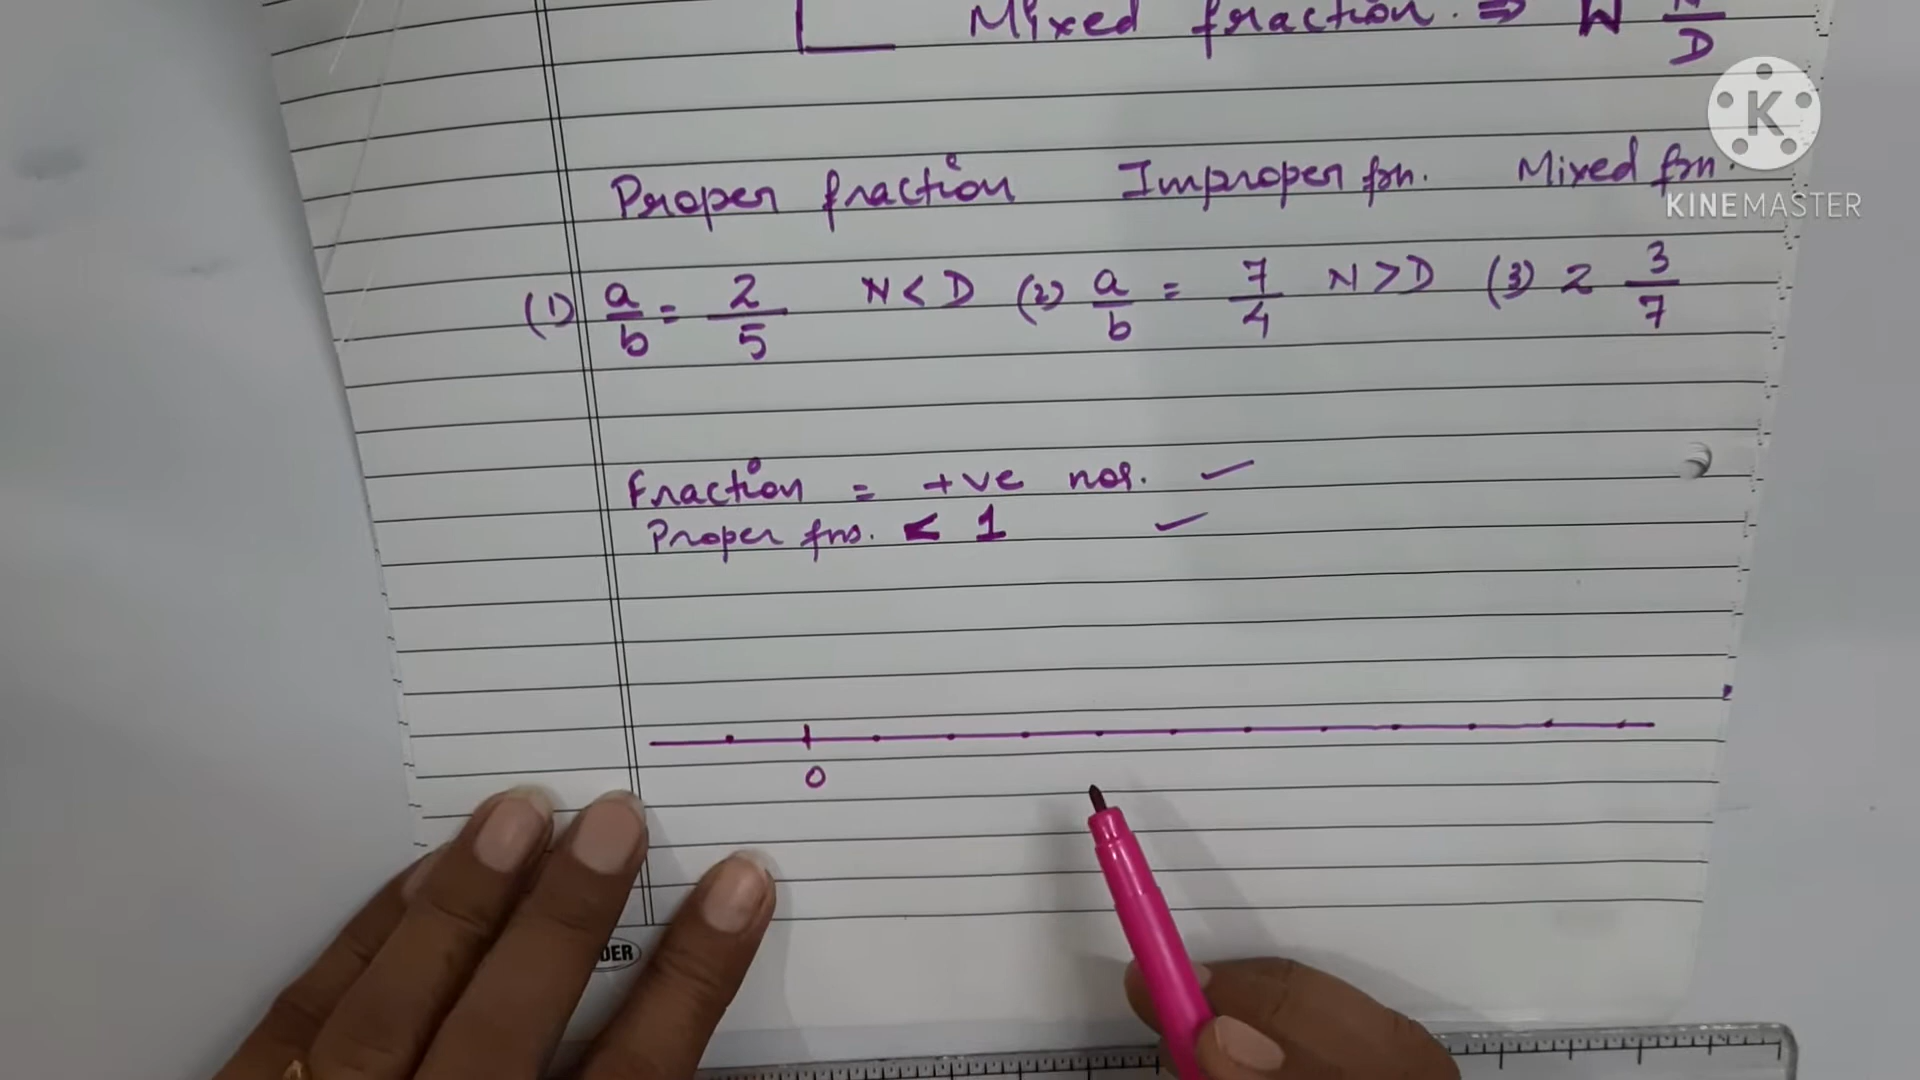 Mixed fraction. ⇒ W N/D
Proper fraction Improper frn. Mixed frn.
(1) a/b = 2/5 N < D (2) a/b = 7/4 N > D (3) 2 3/7
Fraction = +ve nos. ✓
Proper frns. < 1 ✓
0
K
KINEMASTER